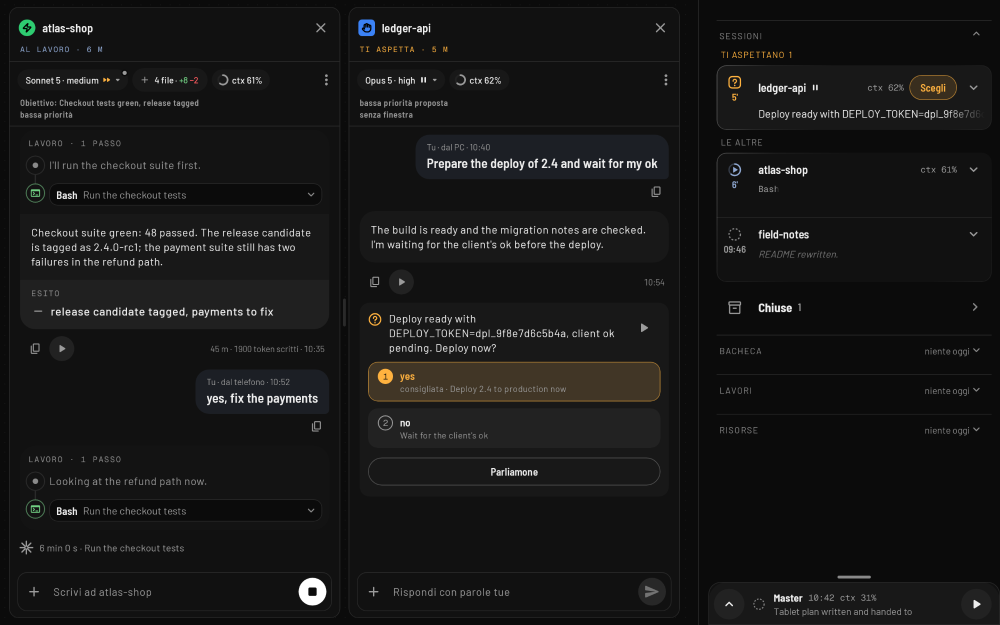 atlas-shop
AL LAVORO · 6 M
Sonnet 5 · medium
4 file · +8 −2
ctx 61%
Obiettivo: Checkout tests green, release tagged
bassa priorità
LAVORO · 1 PASSO
I'll run the checkout suite first.
Bash Run the checkout tests
Checkout suite green: 48 passed. The release candidate
is tagged as 2.4.0-rc1; the payment suite still has two
failures in the refund path.
ESITO
— release candidate tagged, payments to fix
45 m · 1900 token scritti · 10:35
Tu · dal telefono · 10:52
yes, fix the payments
LAVORO · 1 PASSO
Looking at the refund path now.
Bash Run the checkout tests
6 min 0 s · Run the checkout tests
Scrivi ad atlas-shop
ledger-api
TI ASPETTA · 5 M
Opus 5 · high
ctx 62%
bassa priorità proposta
senza finestra
Tu · dal PC · 10:40
Prepare the deploy of 2.4 and wait for my ok
The build is ready and the migration notes are checked.
I'm waiting for the client's ok before the deploy.
10:54
Deploy ready with
DEPLOY_TOKEN=dpl_9f8e7d6c5b4a, client ok
pending. Deploy now?
1 yes
consigliata · Deploy 2.4 to production now
2 no
Wait for the client's ok
Parliamone
Rispondi con parole tue
SESSIONI
TI ASPETTANO 1
ledger-api
ctx 62%
Scegli
5'
Deploy ready with DEPLOY_TOKEN=dpl_9f8e7d6
LE ALTRE
atlas-shop
ctx 61%
6'
Bash
field-notes
09:46
README rewritten.
Chiuse 1
BACHECA
niente oggi
LAVORI
niente oggi
RISORSE
niente oggi
Master 10:42 ctx 31%
Tablet plan written and handed to